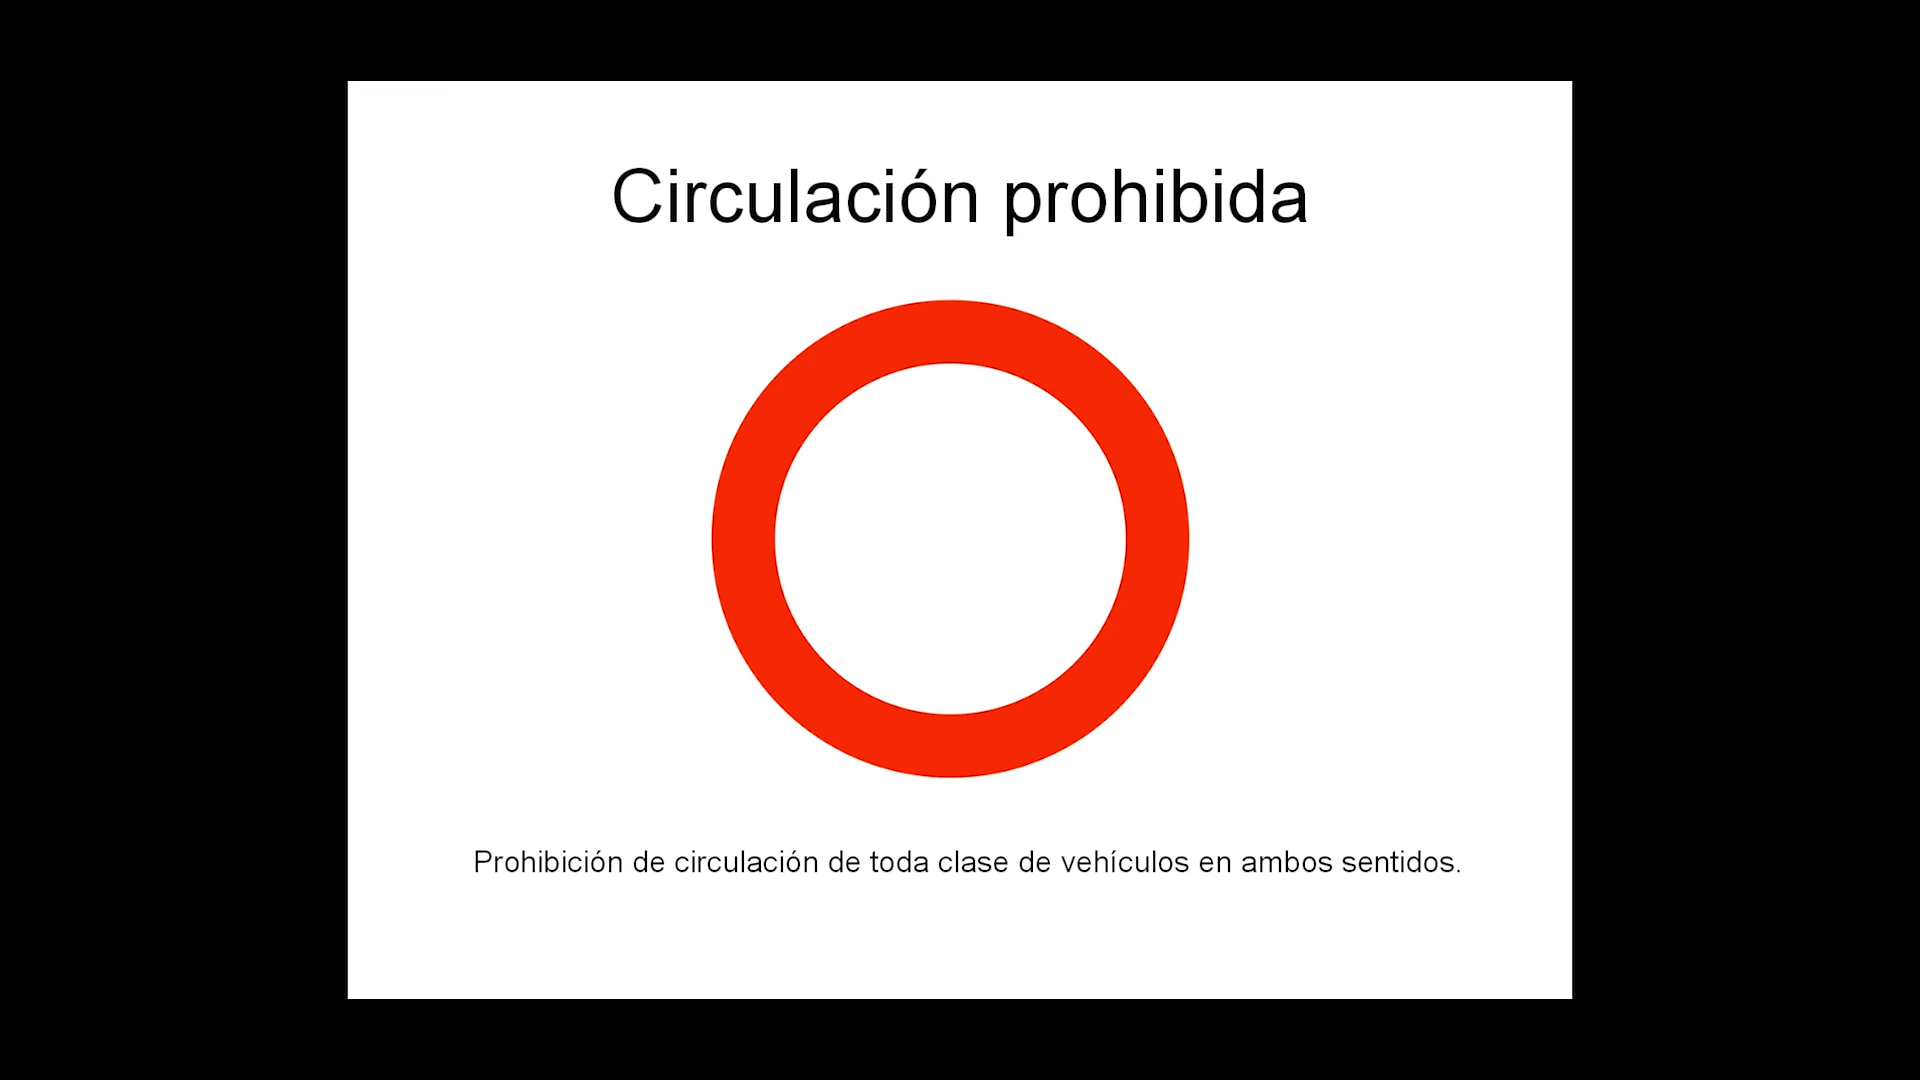 Circulación prohibida
Prohibición de circulación de toda clase de vehículos en ambos sentidos.